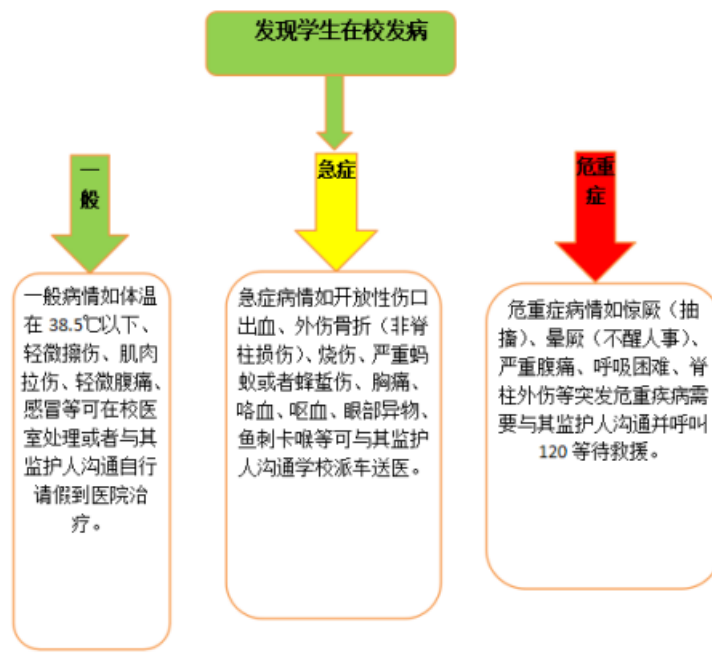 发现学生在校发病
一
般
急症
危重
症
一般病情如体温
在 38.5℃以下、
轻微擦伤、肌肉
拉伤、轻微腹痛、
感冒等可在校医
室处理或者与其
监护人沟通自行
请假到医院治
疗。
急症病情如开放性伤口
出血、外伤骨折（非脊
柱损伤）、烧伤、严重蚂
蚁或者蜂蜇伤、胸痛、
咯血、呕血、眼部异物、
鱼刺卡喉等可与其监护
人沟通学校派车送医。
危重症病情如惊厥（抽
搐）、晕厥（不醒人事）、
严重腹痛、呼吸困难、脊
柱外伤等突发危重疾病需
要与其监护人沟通并呼叫
120 等待救援。